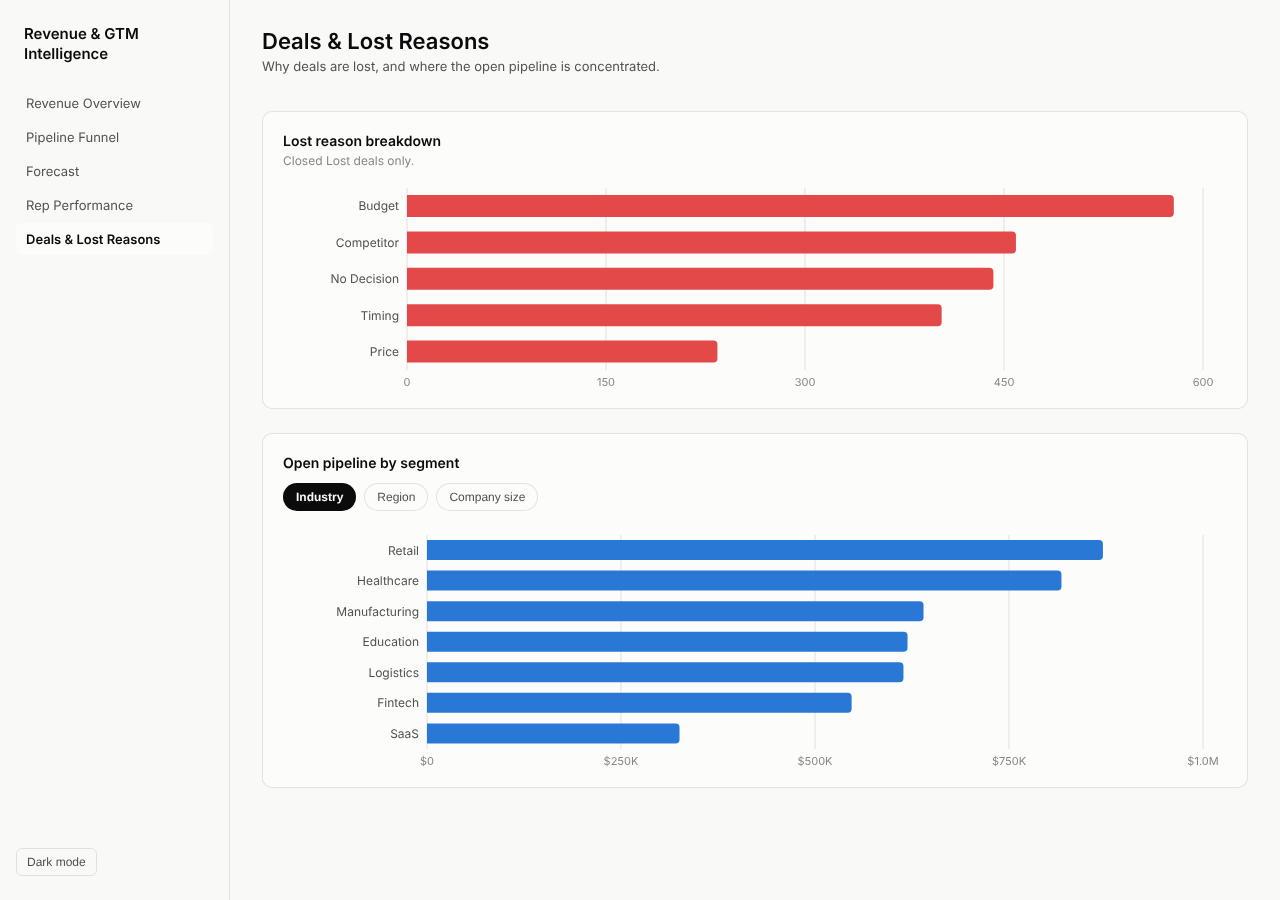 Revenue & GTM
Intelligence
Revenue Overview
Pipeline Funnel
Forecast
Rep Performance
Deals & Lost Reasons
Dark mode
Deals & Lost Reasons
Why deals are lost, and where the open pipeline is concentrated.
Lost reason breakdown
Closed Lost deals only.
Budget
Competitor
No Decision
Timing
Price
0 150 300 450 600
Open pipeline by segment
Industry Region Company size
Retail
Healthcare
Manufacturing
Education
Logistics
Fintech
SaaS
$0 $250K $500K $750K $1.0M